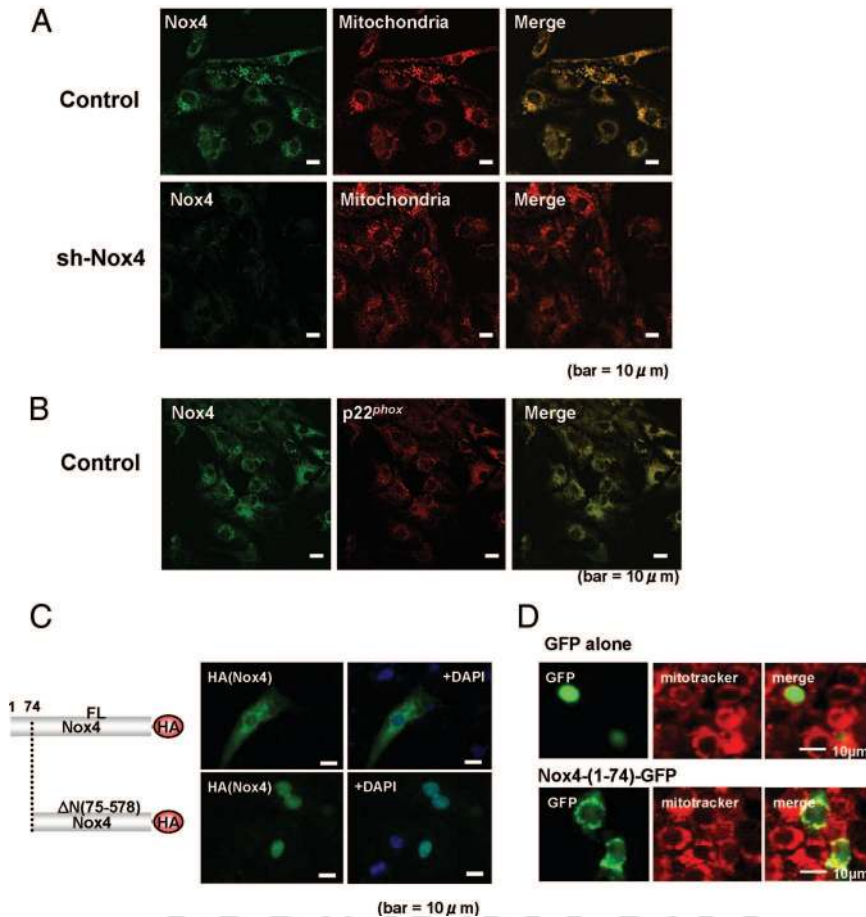 A
Nox4 Mitochondria Merge
Control
Nox4 Mitochondria Merge
sh-Nox4
(bar = 10 μ m)
B
Nox4 p22phox Merge
Control
(bar = 10 μ m)
C
1 74
FL
Nox4 HA
ΔN(75-578)
Nox4 HA
HA(Nox4) +DAPI
HA(Nox4) +DAPI
(bar = 10 μ m)
D
GFP alone
GFP mitotracker merge
10μm
Nox4-(1-74)-GFP
GFP mitotracker merge
10μm